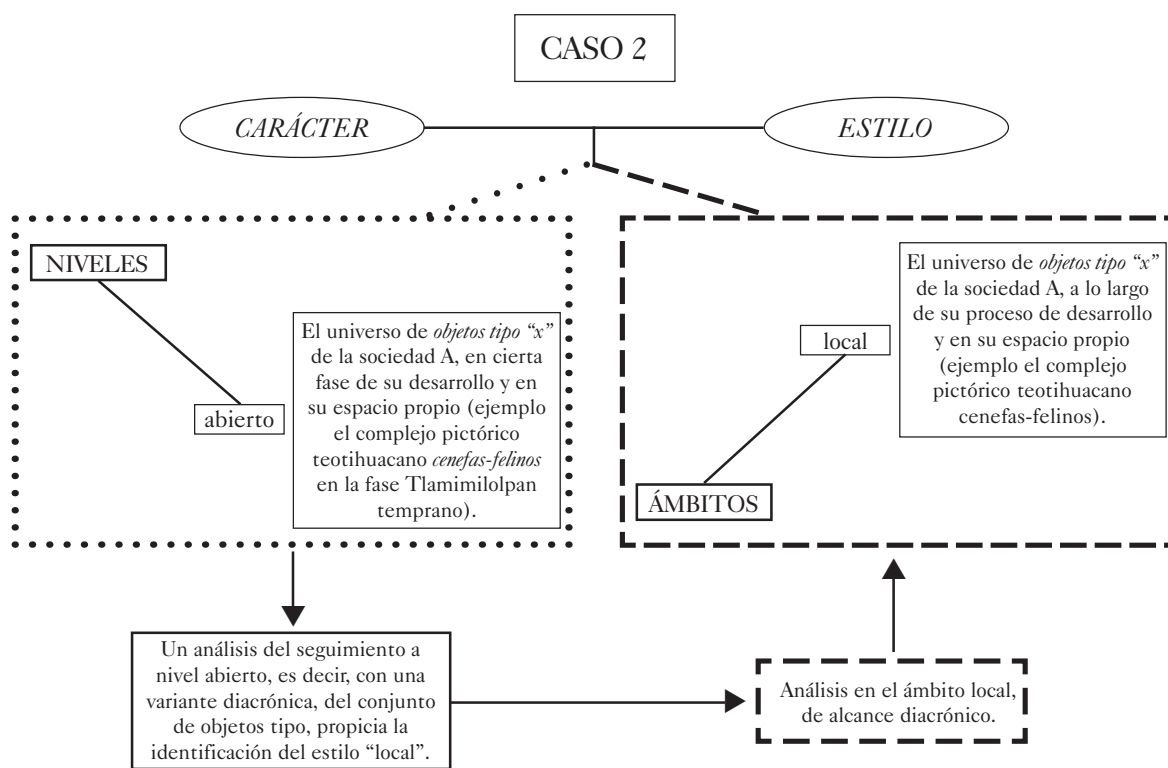 CASO 2
CARÁCTER
ESTILO
NIVELES
abierto
El universo de objetos tipo “x”
de la sociedad A, en cierta
fase de su desarrollo y en
su espacio propio (ejemplo
el complejo pictórico
teotihuacano cenefas-felinos
en la fase Tlamimilolpan
temprano).
El universo de objetos tipo “x”
de la sociedad A, a lo largo
de su proceso de desarrollo
y en su espacio propio
(ejemplo el complejo
pictórico teotihuacano
cenefas-felinos).
local
ÁMBITOS
Un análisis del seguimiento a
nivel abierto, es decir, con una
variante diacrónica, del conjunto
de objetos tipo, propicia la
identificación del estilo “local”.
Análisis en el ámbito local,
de alcance diacrónico.